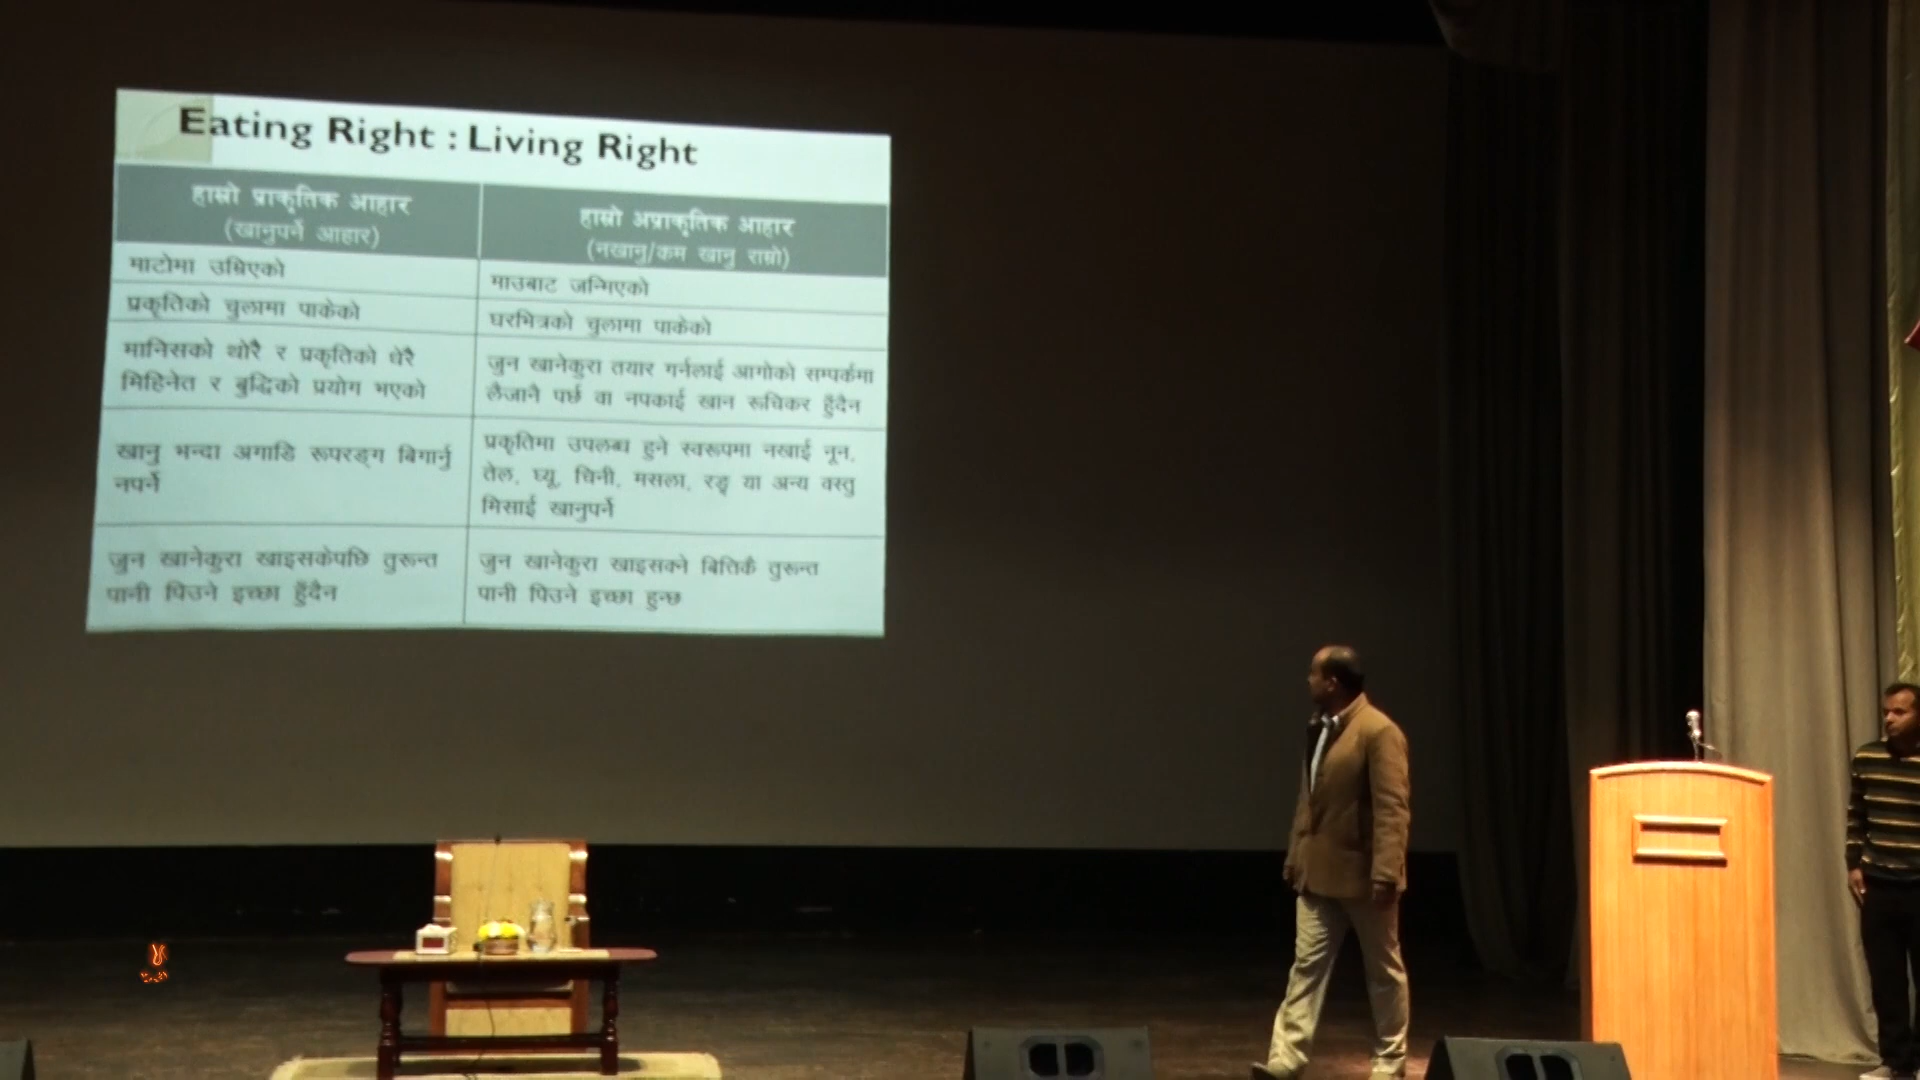 Eating Right : Living Right
हाम्रो प्राकृतिक आहार
(खानुपर्ने आहार)
हाम्रो अप्राकृतिक आहार
(नखानु/कम खानु राम्रो)
माटोमा उम्रिएको
माउबाट जन्मिएको
प्रकृतिको चुलामा पाकेको
घरभित्रको चुलामा पाकेको
मानिसको थोरै र प्रकृतिको धेरै
मिहिनेत र बुद्धिको प्रयोग भएको
जुन खानेकुरा तयार गर्नलाई आगोको सम्पर्कमा
लैजानै पर्छ वा नपकाई खान रूचिकर हुँदैन
खानु भन्दा अगाडि रूपरङ्ग बिगार्नु
नपर्ने
प्रकृतिमा उपलब्ध हुने स्वरूपमा नखाई नून,
तेल, घ्यू, चिनी, मसला, रङ्ग या अन्य वस्तु
मिसाई खानुपर्ने
जुन खानेकुरा खाइसकेपछि तुरून्त
पानी पिउने इच्छा हुँदैन
जुन खानेकुरा खाइसक्ने बित्तिकै तुरून्त
पानी पिउने इच्छा हुन्छ